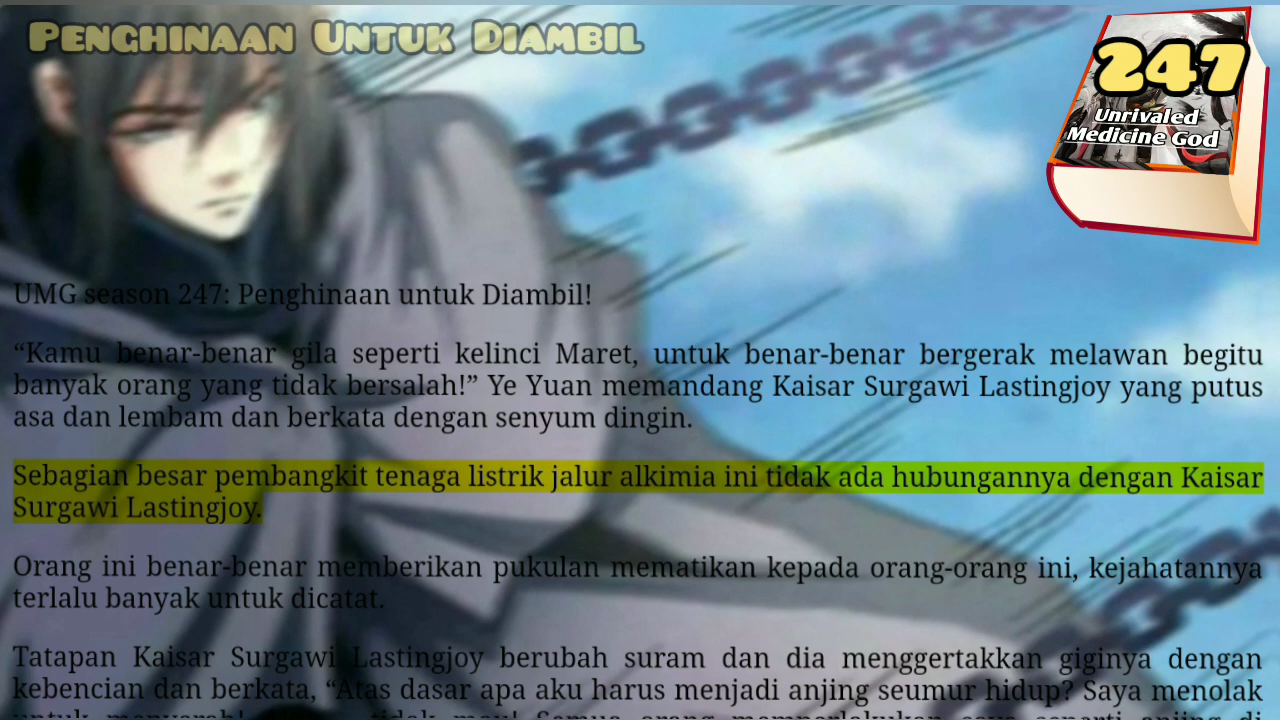 Penghinaan Untuk Diambil
247
Unrivaled
Medicine God
UMG season 247: Penghinaan untuk Diambil!
“Kamu benar-benar gila seperti kelinci Maret, untuk benar-benar bergerak melawan begitu
banyak orang yang tidak bersalah!” Ye Yuan memandang Kaisar Surgawi Lastingjoy yang putus
asa dan lembam dan berkata dengan senyum dingin.
Sebagian besar pembangkit tenaga listrik jalur alkimia ini tidak ada hubungannya dengan Kaisar
Surgawi Lastingjoy.
Orang ini benar-benar memberikan pukulan mematikan kepada orang-orang ini, kejahatannya
terlalu banyak untuk dicatat.
Tatapan Kaisar Surgawi Lastingjoy berubah suram dan dia menggertakkan giginya dengan
kebencian dan berkata, “Atas dasar apa aku harus menjadi anjing seumur hidup? Saya menolak